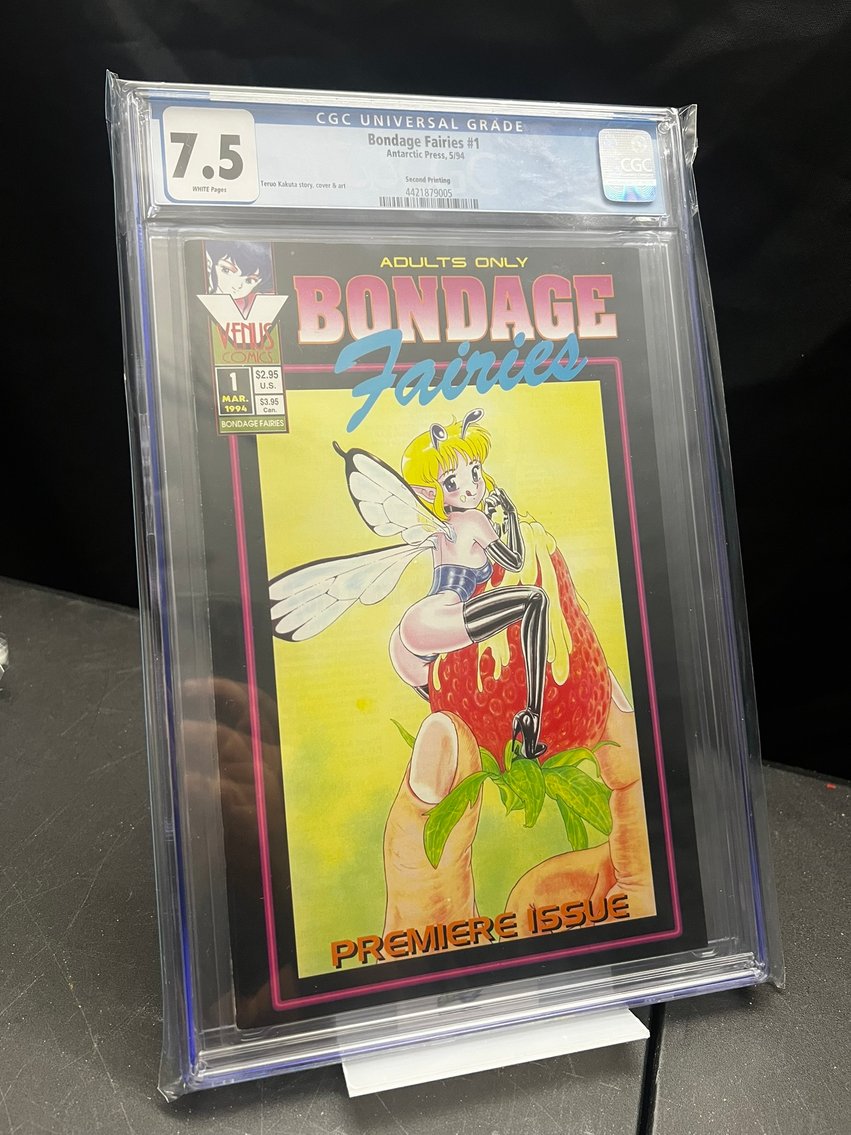 CGC UNIVERSAL GRADE
7.5
WHITE Pages
Bondage Fairies #1
Antarctic Press, 5/94
Second Printing
Teruo Kakuta story, cover & art
4421879005
CGC
ADULTS ONLY
BONDAGE
Fairies
VENUS
COMICS
1
MAR.
1994
$2.95
U.S.
$3.95
Can.
BONDAGE FAIRIES
PREMIERE ISSUE